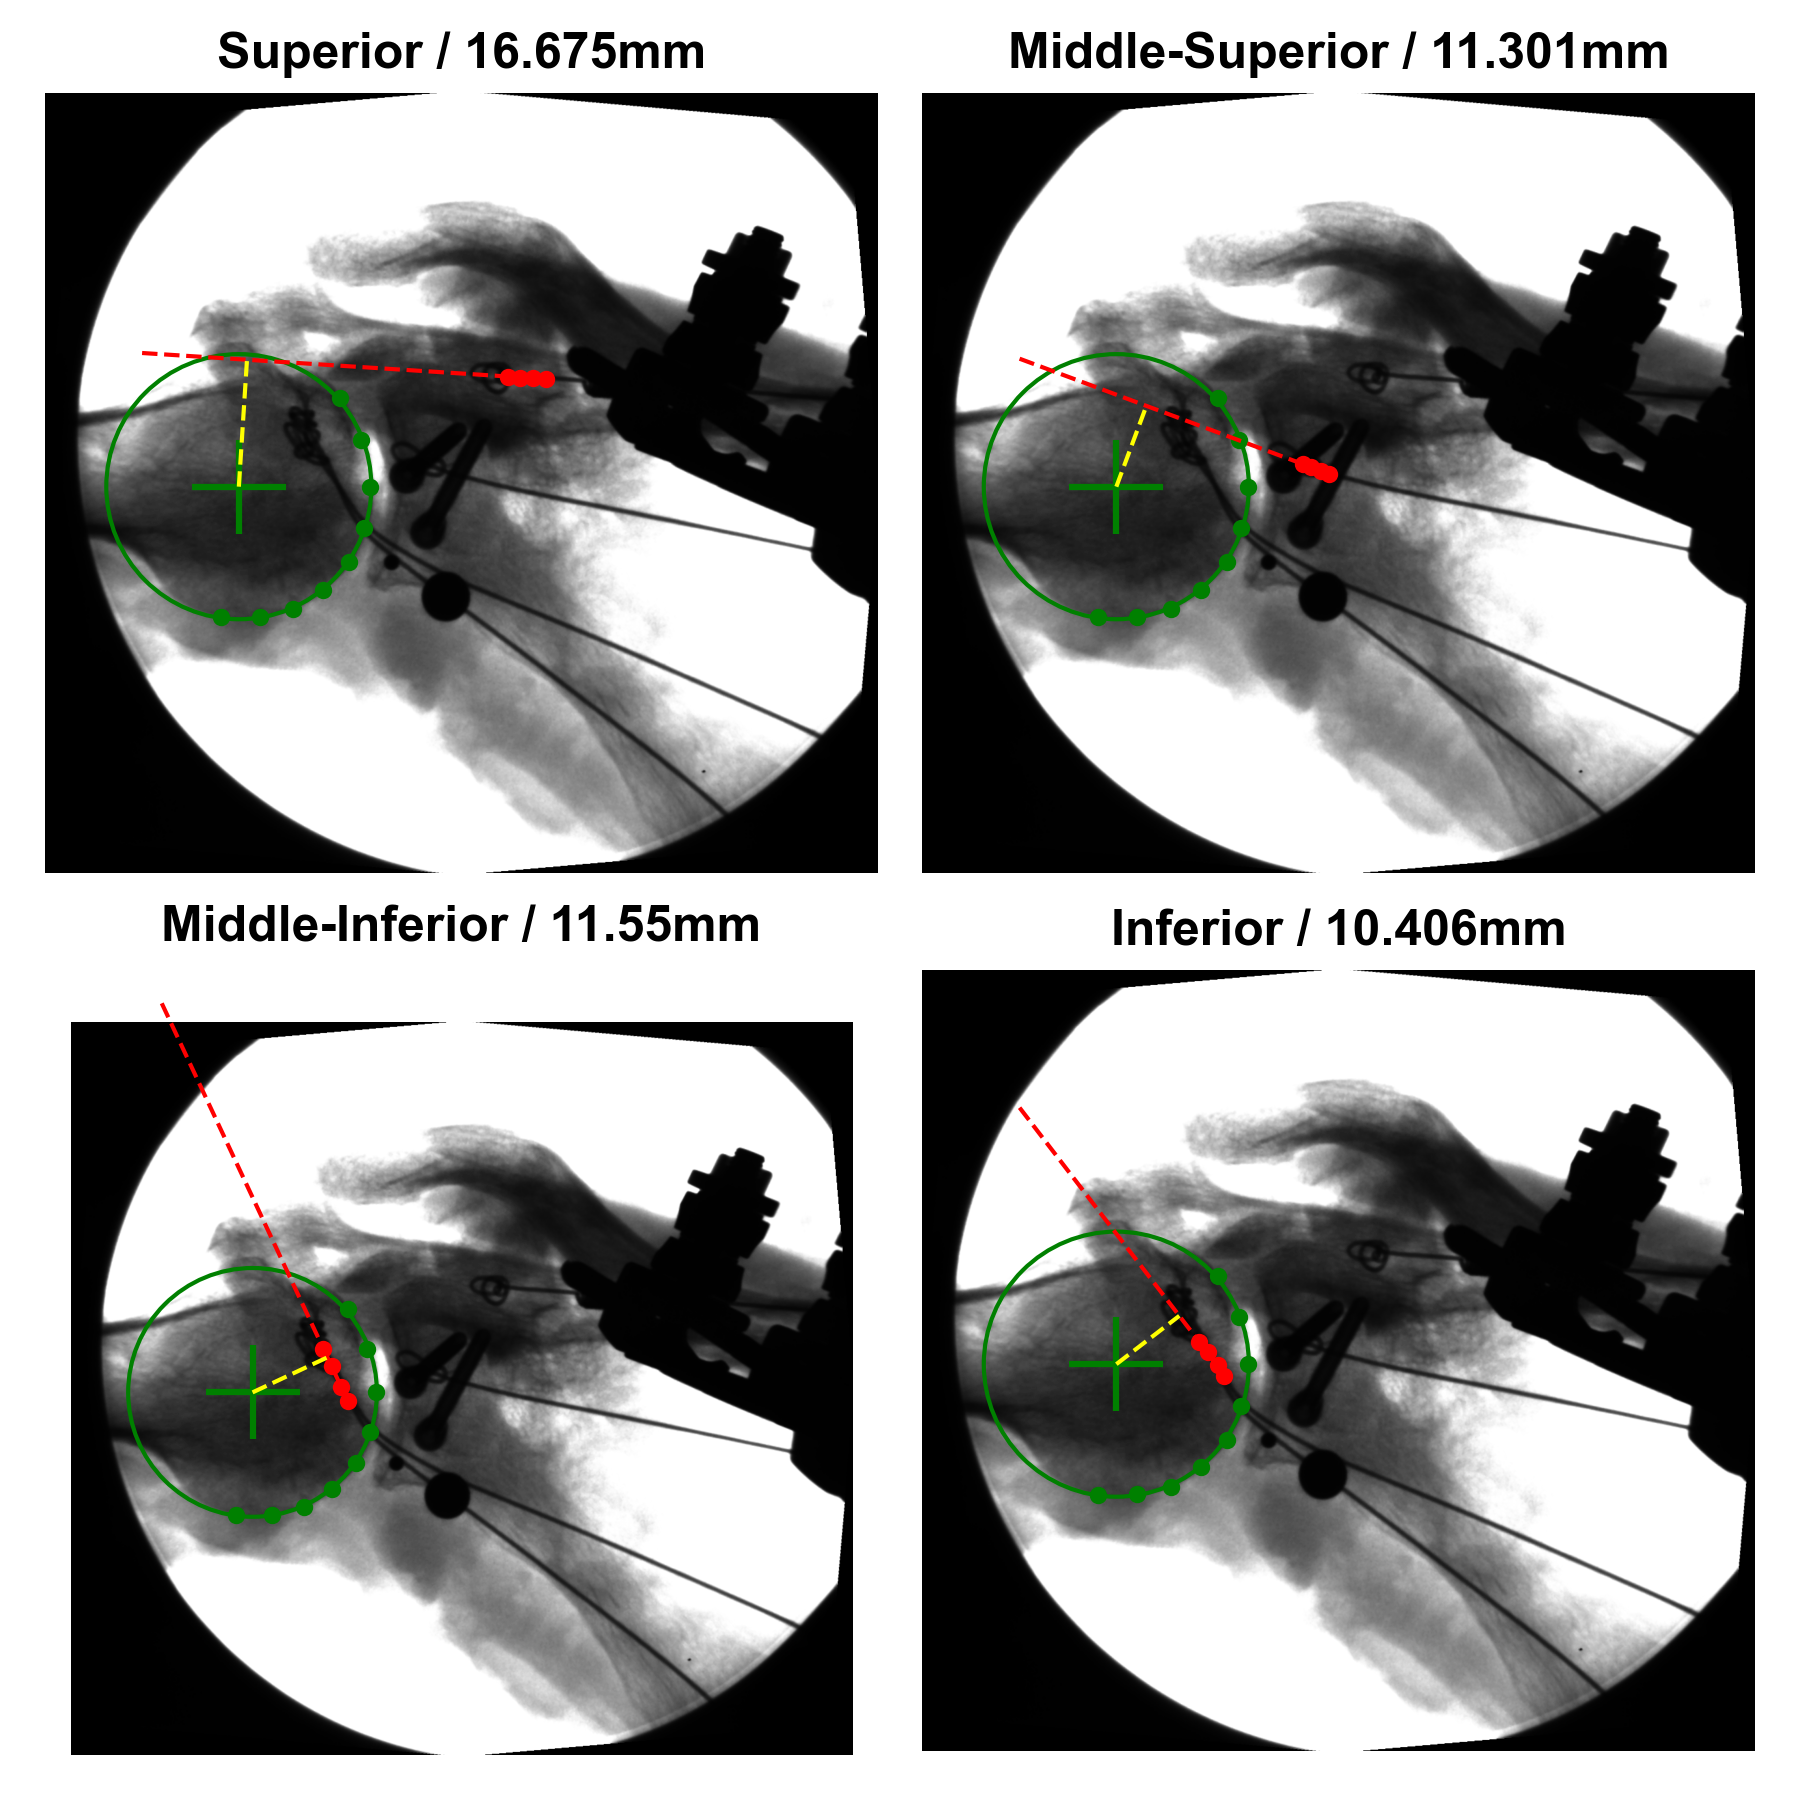 Superior / 16.675mm
Middle-Superior / 11.301mm
Middle-Inferior / 11.55mm
Inferior / 10.406mm